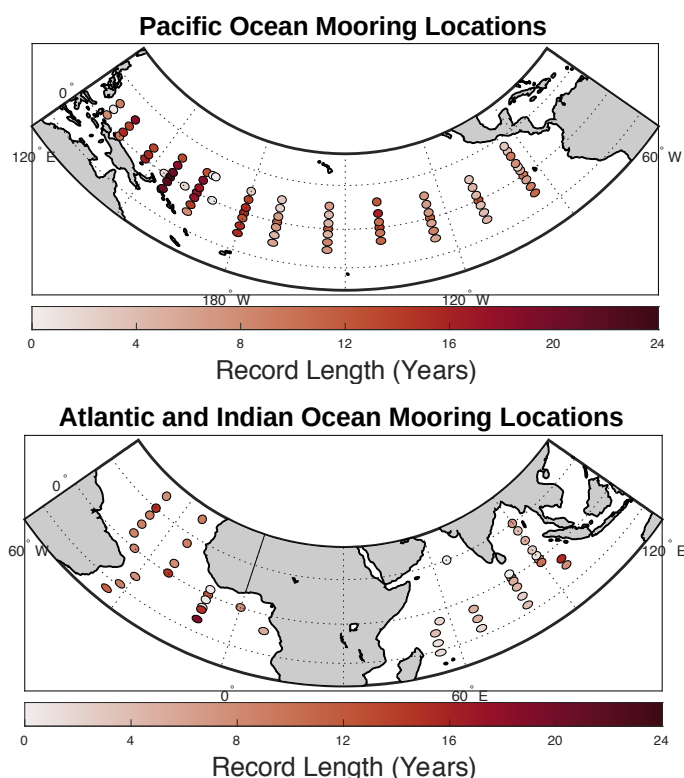 Pacific Ocean Mooring Locations
0°
120° E
60° W
180° W
120° W
0 4 8 12 16 20 24
Record Length (Years)
Atlantic and Indian Ocean Mooring Locations
0°
60° W
120° E
0°
60° E
0 4 8 12 16 20 24
Record Length (Years)